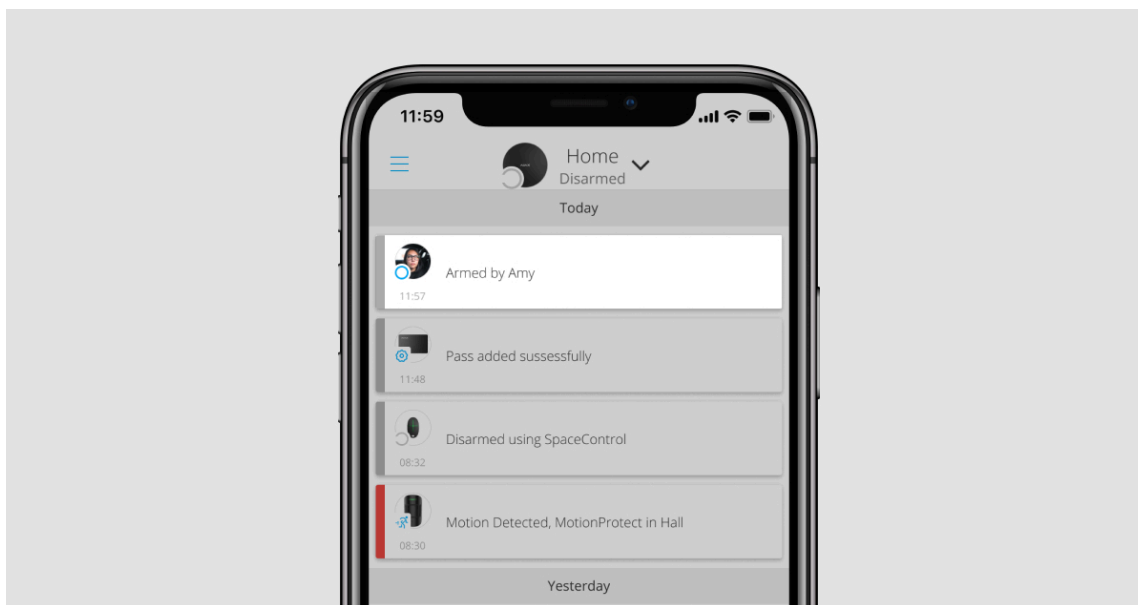 11:59
Home
Disarmed
Today
Armed by Amy
11:57
Pass added sussessfully
11:48
Disarmed using SpaceControl
08:32
Motion Detected, MotionProtect in Hall
08:30
Yesterday